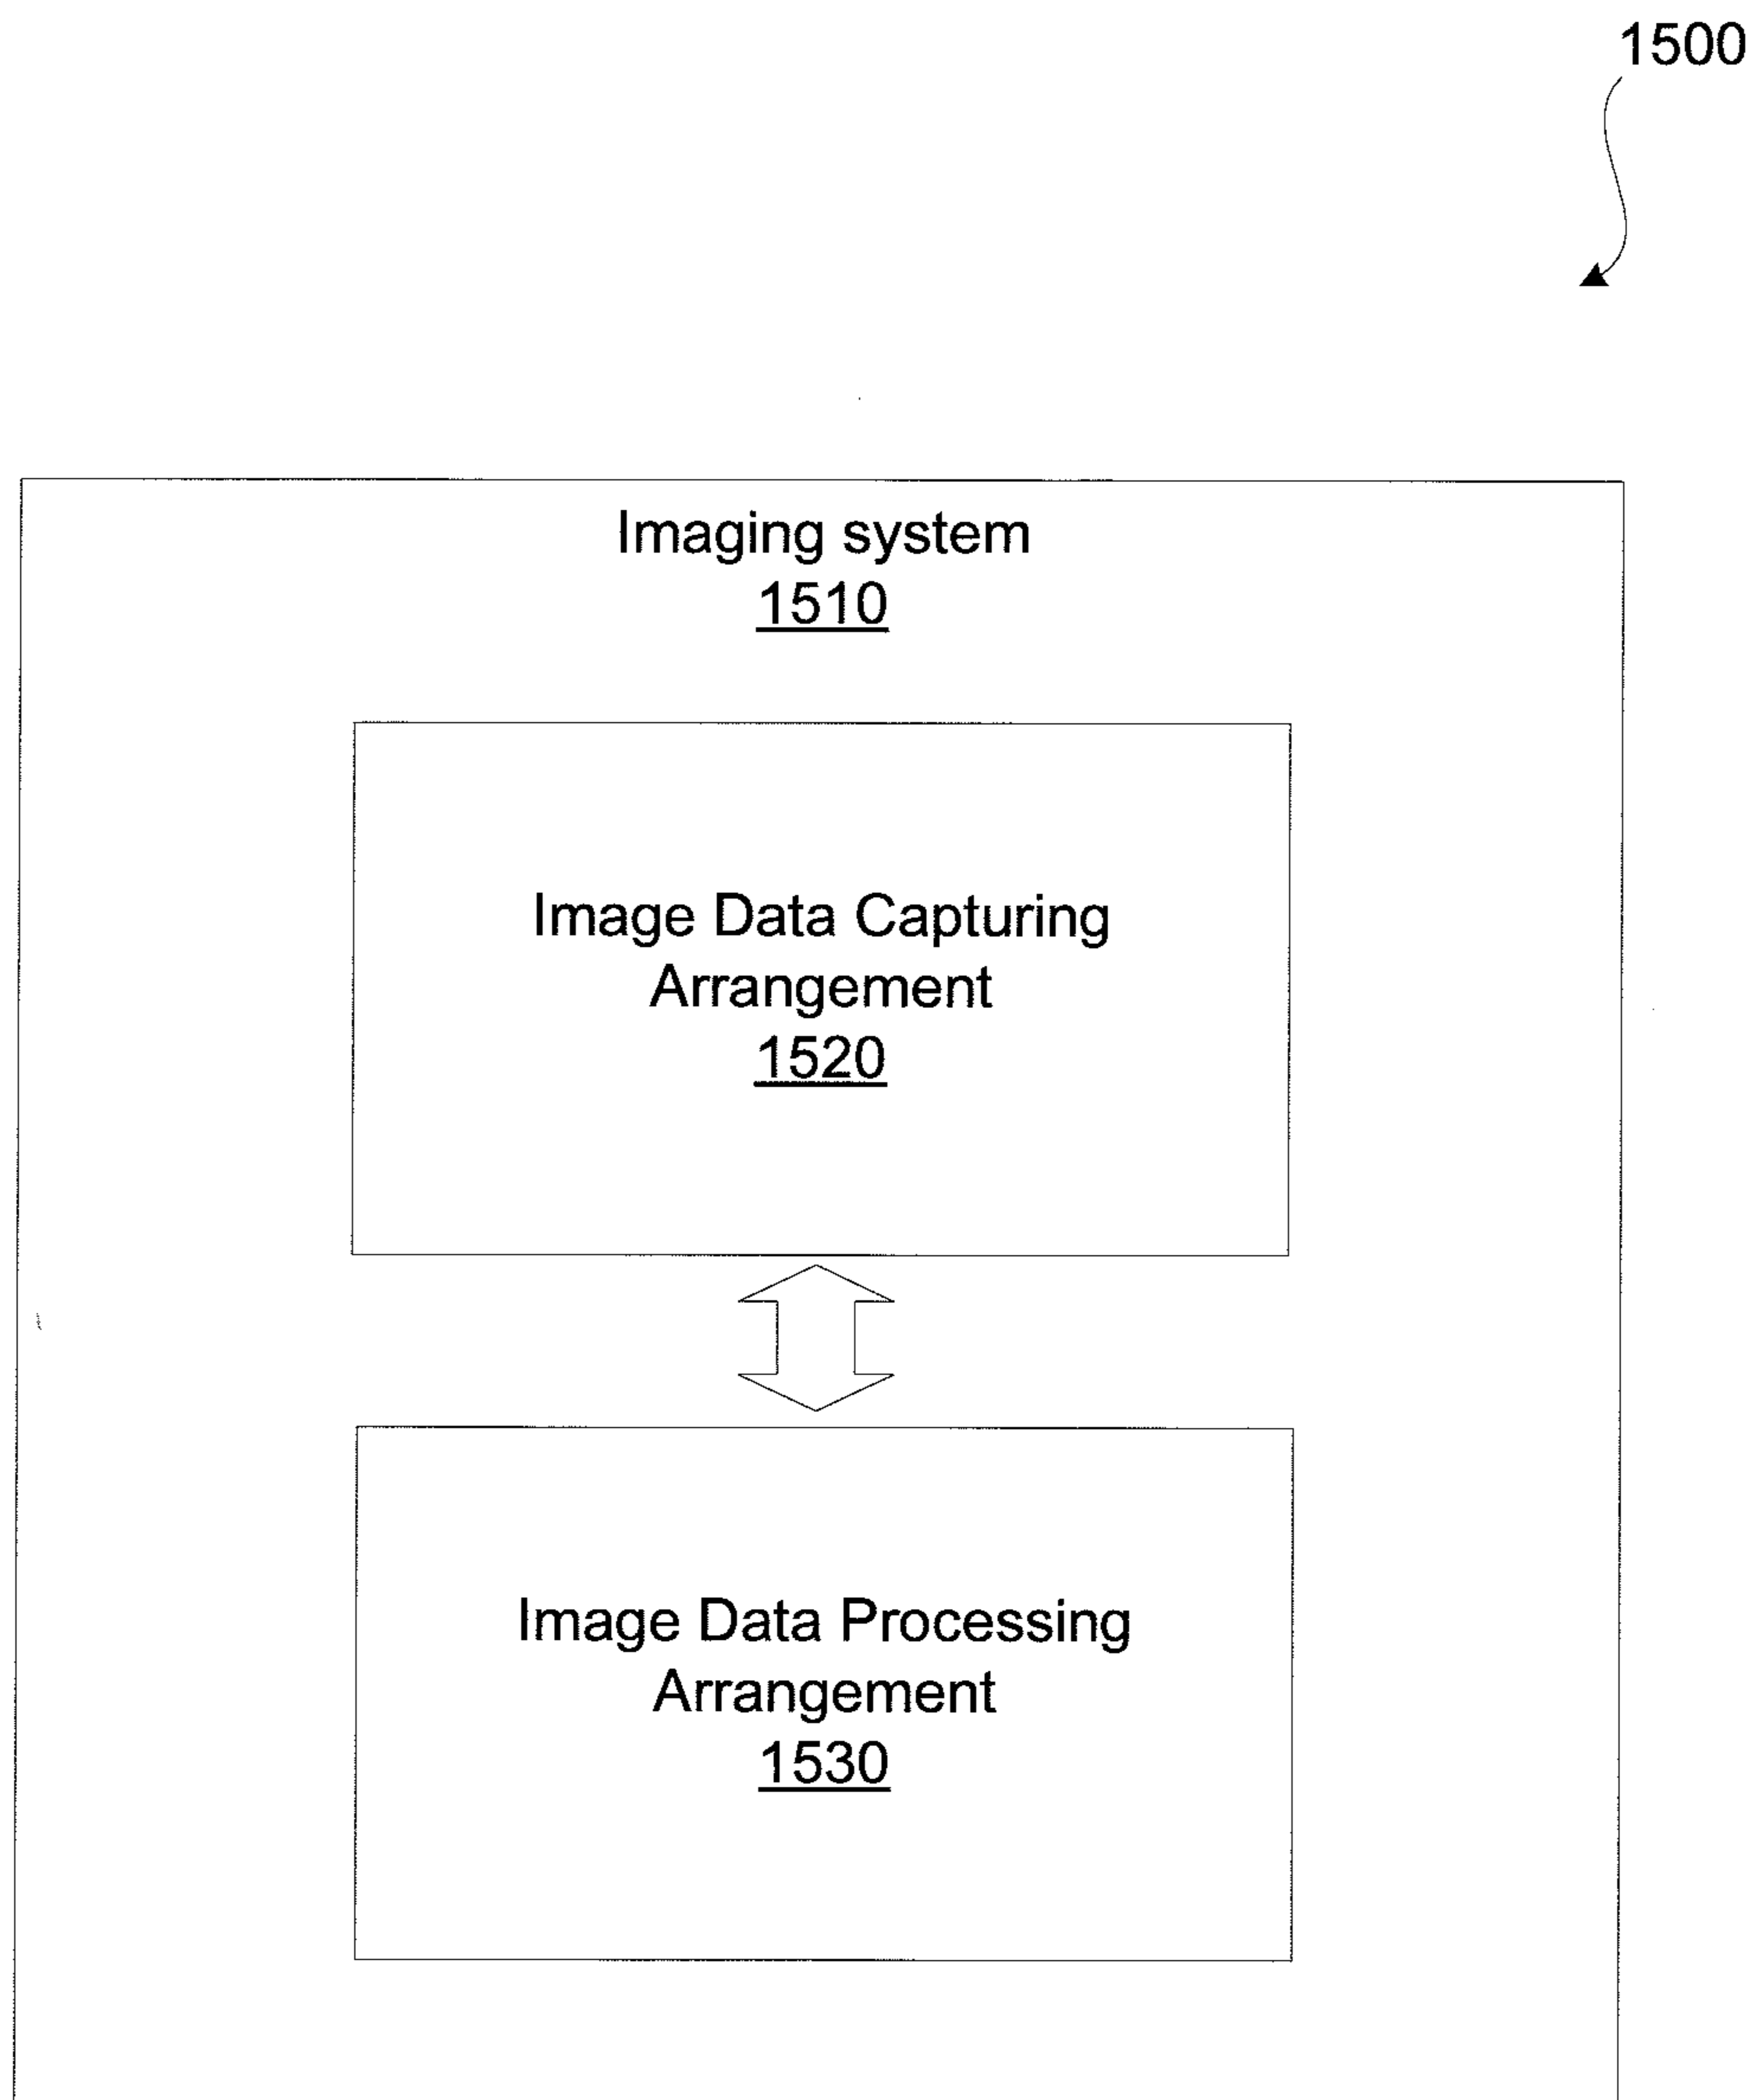 1500
Imaging system
1510
Image Data Capturing
Arrangement
1520
Image Data Processing
Arrangement
1530